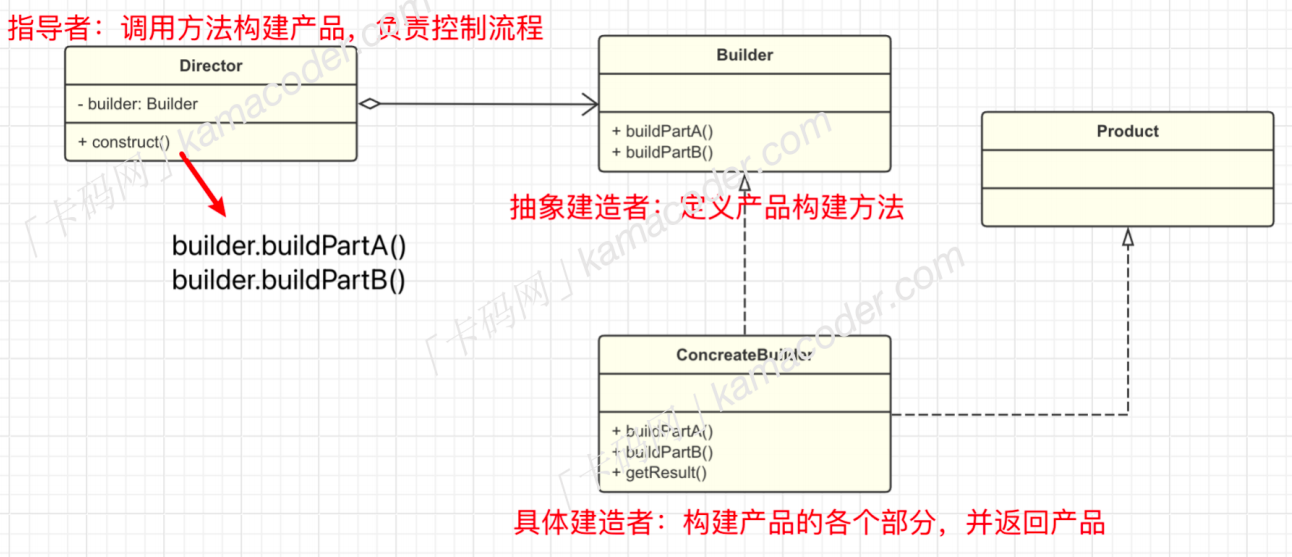 指导者：调用方法构建产品，负责控制流程
Director
- builder: Builder
+ construct()
builder.buildPartA()
builder.buildPartB()
Builder
+ buildPartA()
+ buildPartB()
抽象建造者：定义产品构建方法
Product
ConcreateBuilder
+ buildPartA()
+ buildPartB()
+ getResult()
具体建造者：构建产品的各个部分，并返回产品
「卡码网」kamacoder.com
「卡码网」kamacoder.com
「卡码网」kamacoder.com